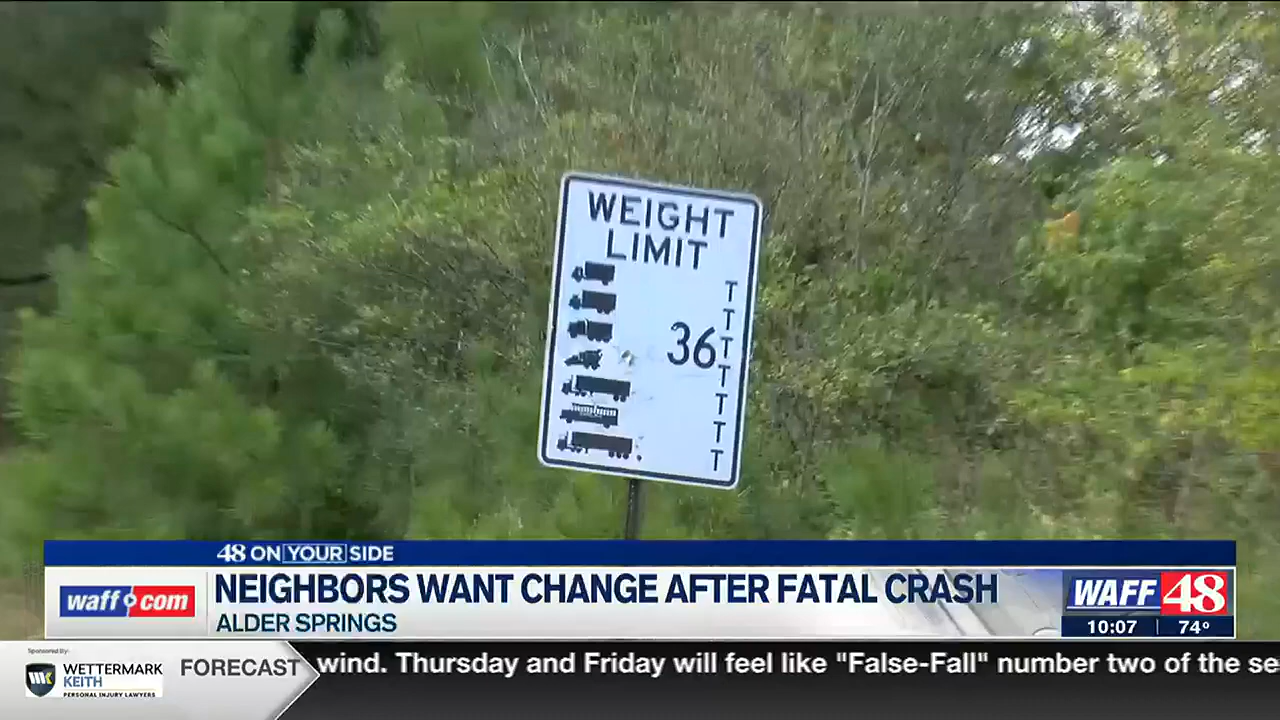 WEIGHT
LIMIT
T
T
36 T
T
T
T
T
48 ON YOUR SIDE
waff com
NEIGHBORS WANT CHANGE AFTER FATAL CRASH
ALDER SPRINGS
WAFF 48
10:07 74°
Sponsored By:
WETTERMARK
KEITH
PERSONAL INJURY LAWYERS
FORECAST
wind. Thursday and Friday will feel like "False-Fall" number two of the se